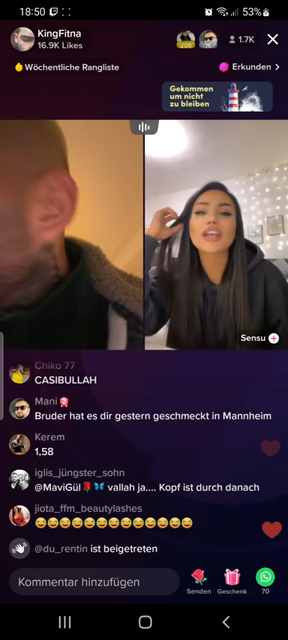 18:50
53%
KingFitna
16.9K Likes
209
1.7K
Wöchentliche Rangliste
Erkunden >
Gekommen
um nicht
zu bleiben
Sensu
Chiko 77
CASIBULLAH
Mani
Bruder hat es dir gestern geschmeckt in Mannheim
Kerem
1,58
iglis_jüngster_sohn
@MaviGül🌹🦋 vallah ja.... Kopf ist durch danach
jiota_ffm_beautylashes
😂😂😂😂😂😂😂😂😂😂😂😂😂
@du_rentin ist beigetreten
Kommentar hinzufügen
Senden
Geschenk
70